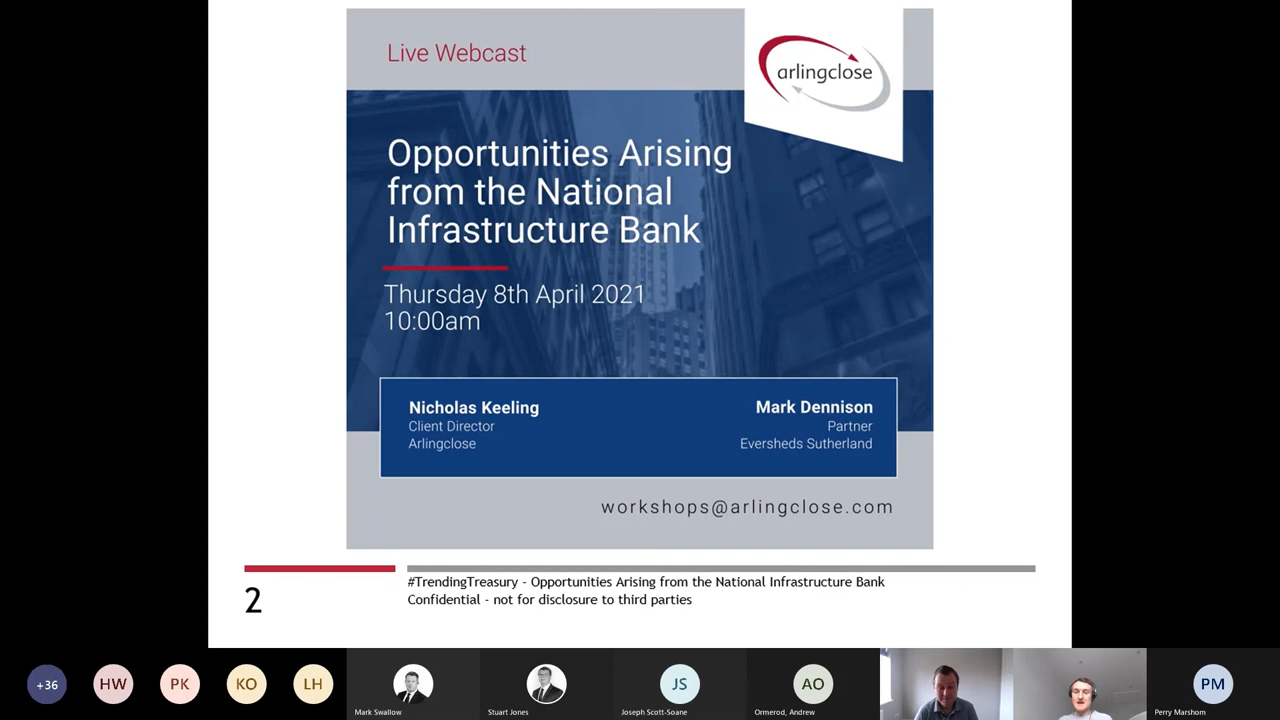 Live Webcast
arlingclose
Opportunities Arising
from the National
Infrastructure Bank
Thursday 8th April 2021
10:00am
Nicholas Keeling
Client Director
Arlingclose
Mark Dennison
Partner
Eversheds Sutherland
workshops@arlingclose.com
2
#TrendingTreasury - Opportunities Arising from the National Infrastructure Bank
Confidential - not for disclosure to third parties
+36
HW
PK
KO
LH
Mark Swallow
Stuart Jones
JS
Joseph Scott-Soane
AO
Ormerod, Andrew
PM
Perry Marshom